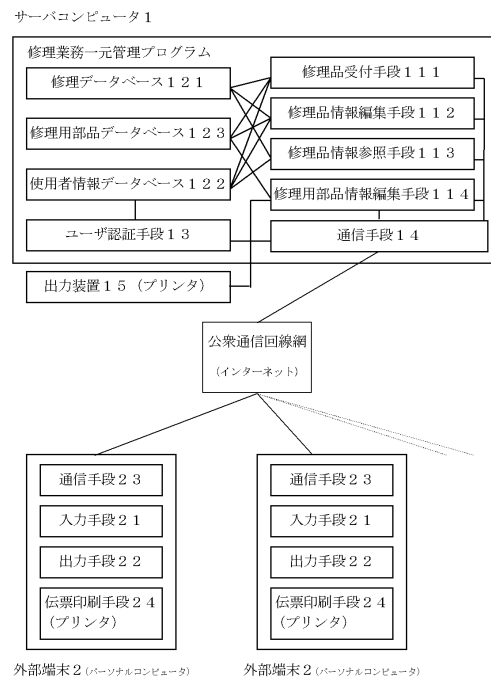 サーバコンピュータ１
修理業務一元管理プログラム
修理データベース１２１
修理用部品データベース１２３
使用者情報データベース１２２
ユーザ認証手段１３
出力装置１５（プリンタ）
修理品受付手段１１１
修理品情報編集手段１１２
修理品情報参照手段１１３
修理用部品情報編集手段１１４
通信手段１４
公衆通信回線網
（インターネット）
通信手段２３
入力手段２１
出力手段２２
伝票印刷手段２４
（プリンタ）
外部端末２（パーソナルコンピュータ）
通信手段２３
入力手段２１
出力手段２２
伝票印刷手段２４
（プリンタ）
外部端末２（パーソナルコンピュータ）